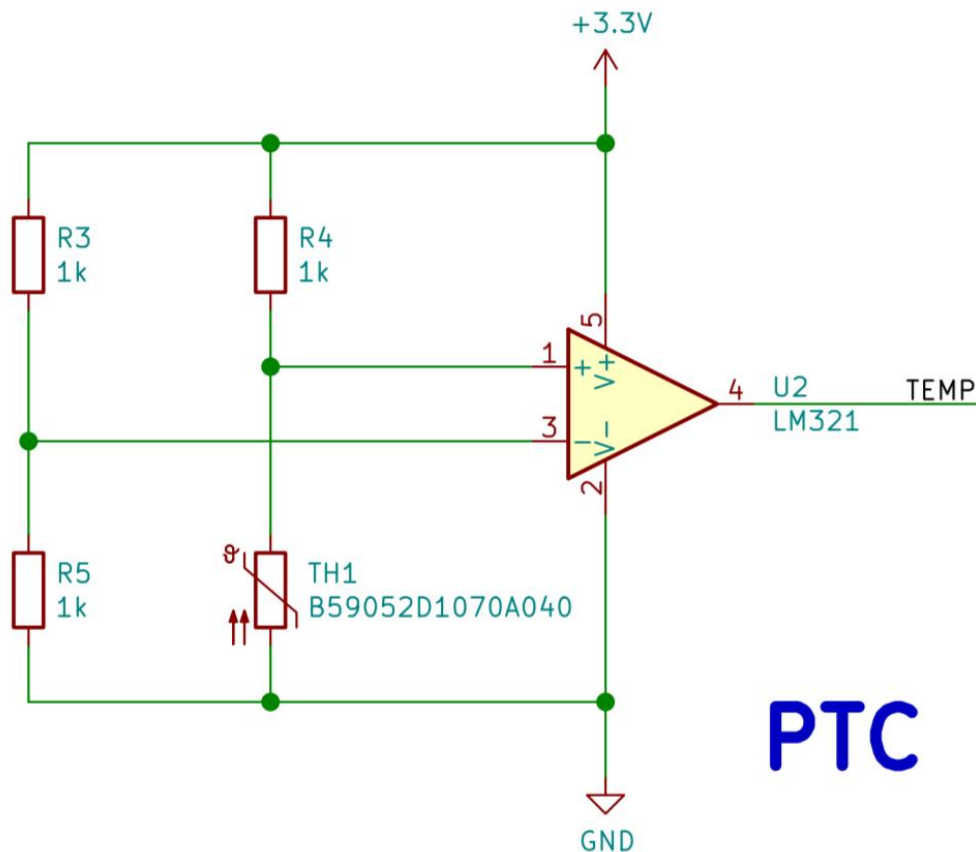 +3.3V
R3
1k
R4
1k
5
1
+
V+
4
U2
LM321
TEMP
3
-
V-
2
R5
1k
ϑ
TH1
B59052D1070A040
PTC
GND